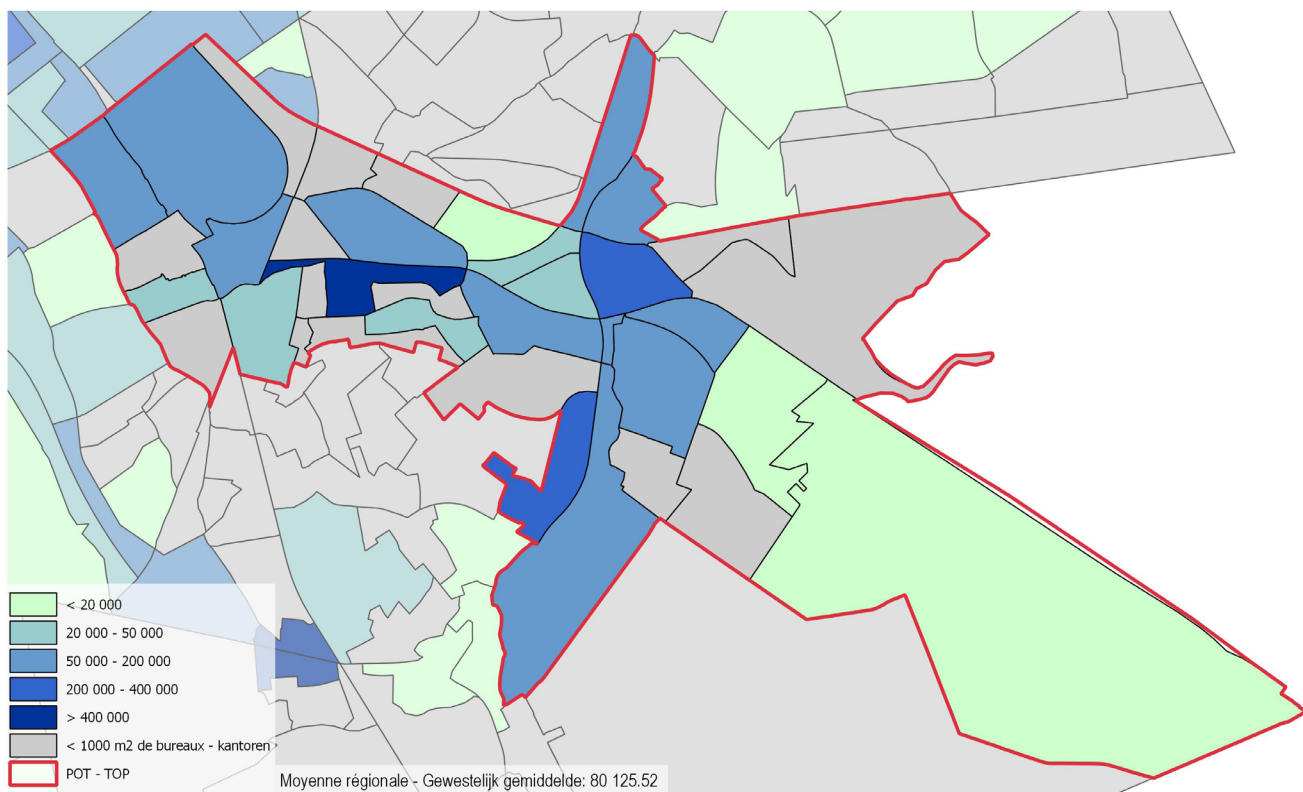 < 20 000
20 000 - 50 000
50 000 - 200 000
200 000 - 400 000
> 400 000
< 1000 m2 de bureaux - kantoren
POT - TOP
Moyenne régionale - Gewestelijk gemiddelde: 80 125.52